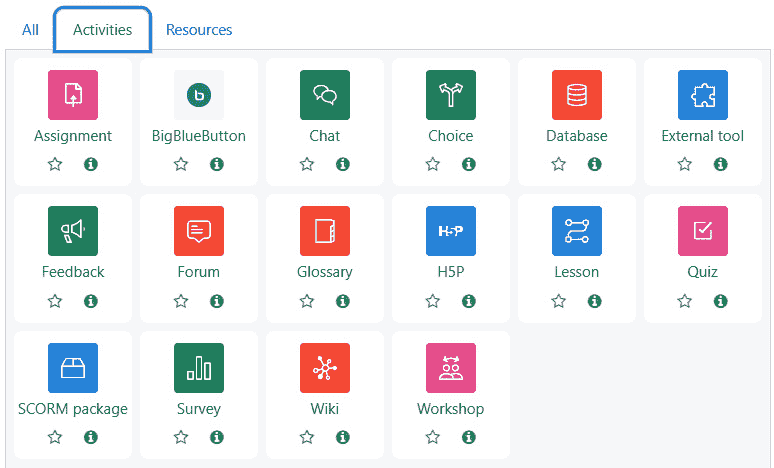 All Activities Resources
Assignment BigBlueButton Chat Choice Database External tool
Feedback Forum Glossary H5P Lesson Quiz
SCORM package Survey Wiki Workshop